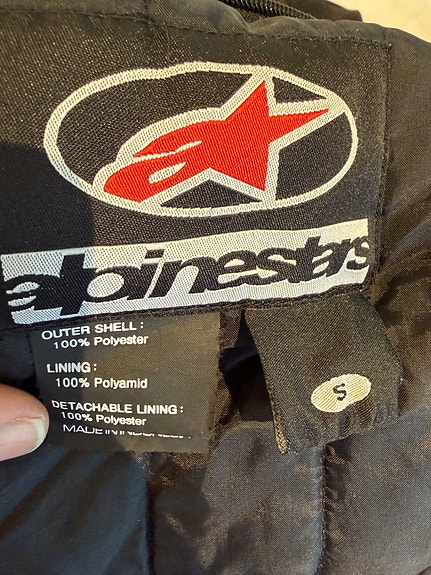 alpinestars
OUTER SHELL:
100% Polyester
LINING:
100% Polyamid
DETACHABLE LINING:
100% Polyester
MADE IN
S